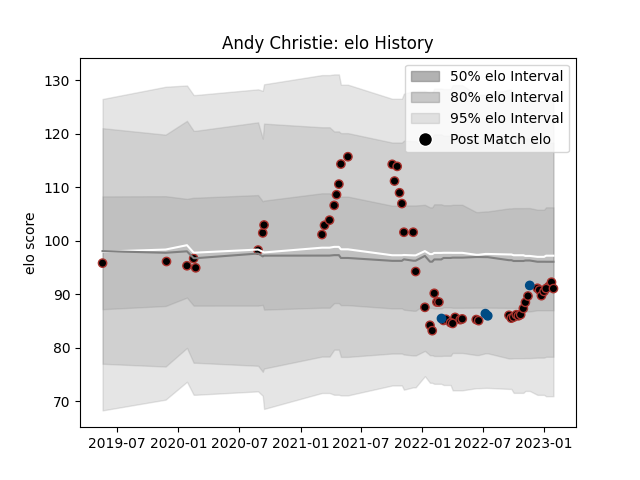 Andy Christie: elo History
50% elo Interval
80% elo Interval
95% elo Interval
Post Match elo
elo score
130
120
110
100
90
80
70
2019-07 2020-01 2020-07 2021-01 2021-07 2022-01 2022-07 2023-01